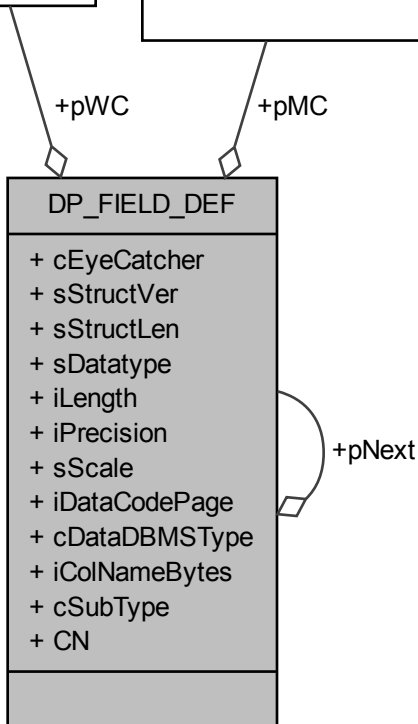 +pWC
+pMC
DP_FIELD_DEF
+ cEyeCatcher
+ sStructVer
+ sStructLen
+ sDatatype
+ iLength
+ iPrecision
+ sScale
+ iDataCodePage
+ cDataDBMSType
+ iColNameBytes
+ cSubType
+ CN
+pNext